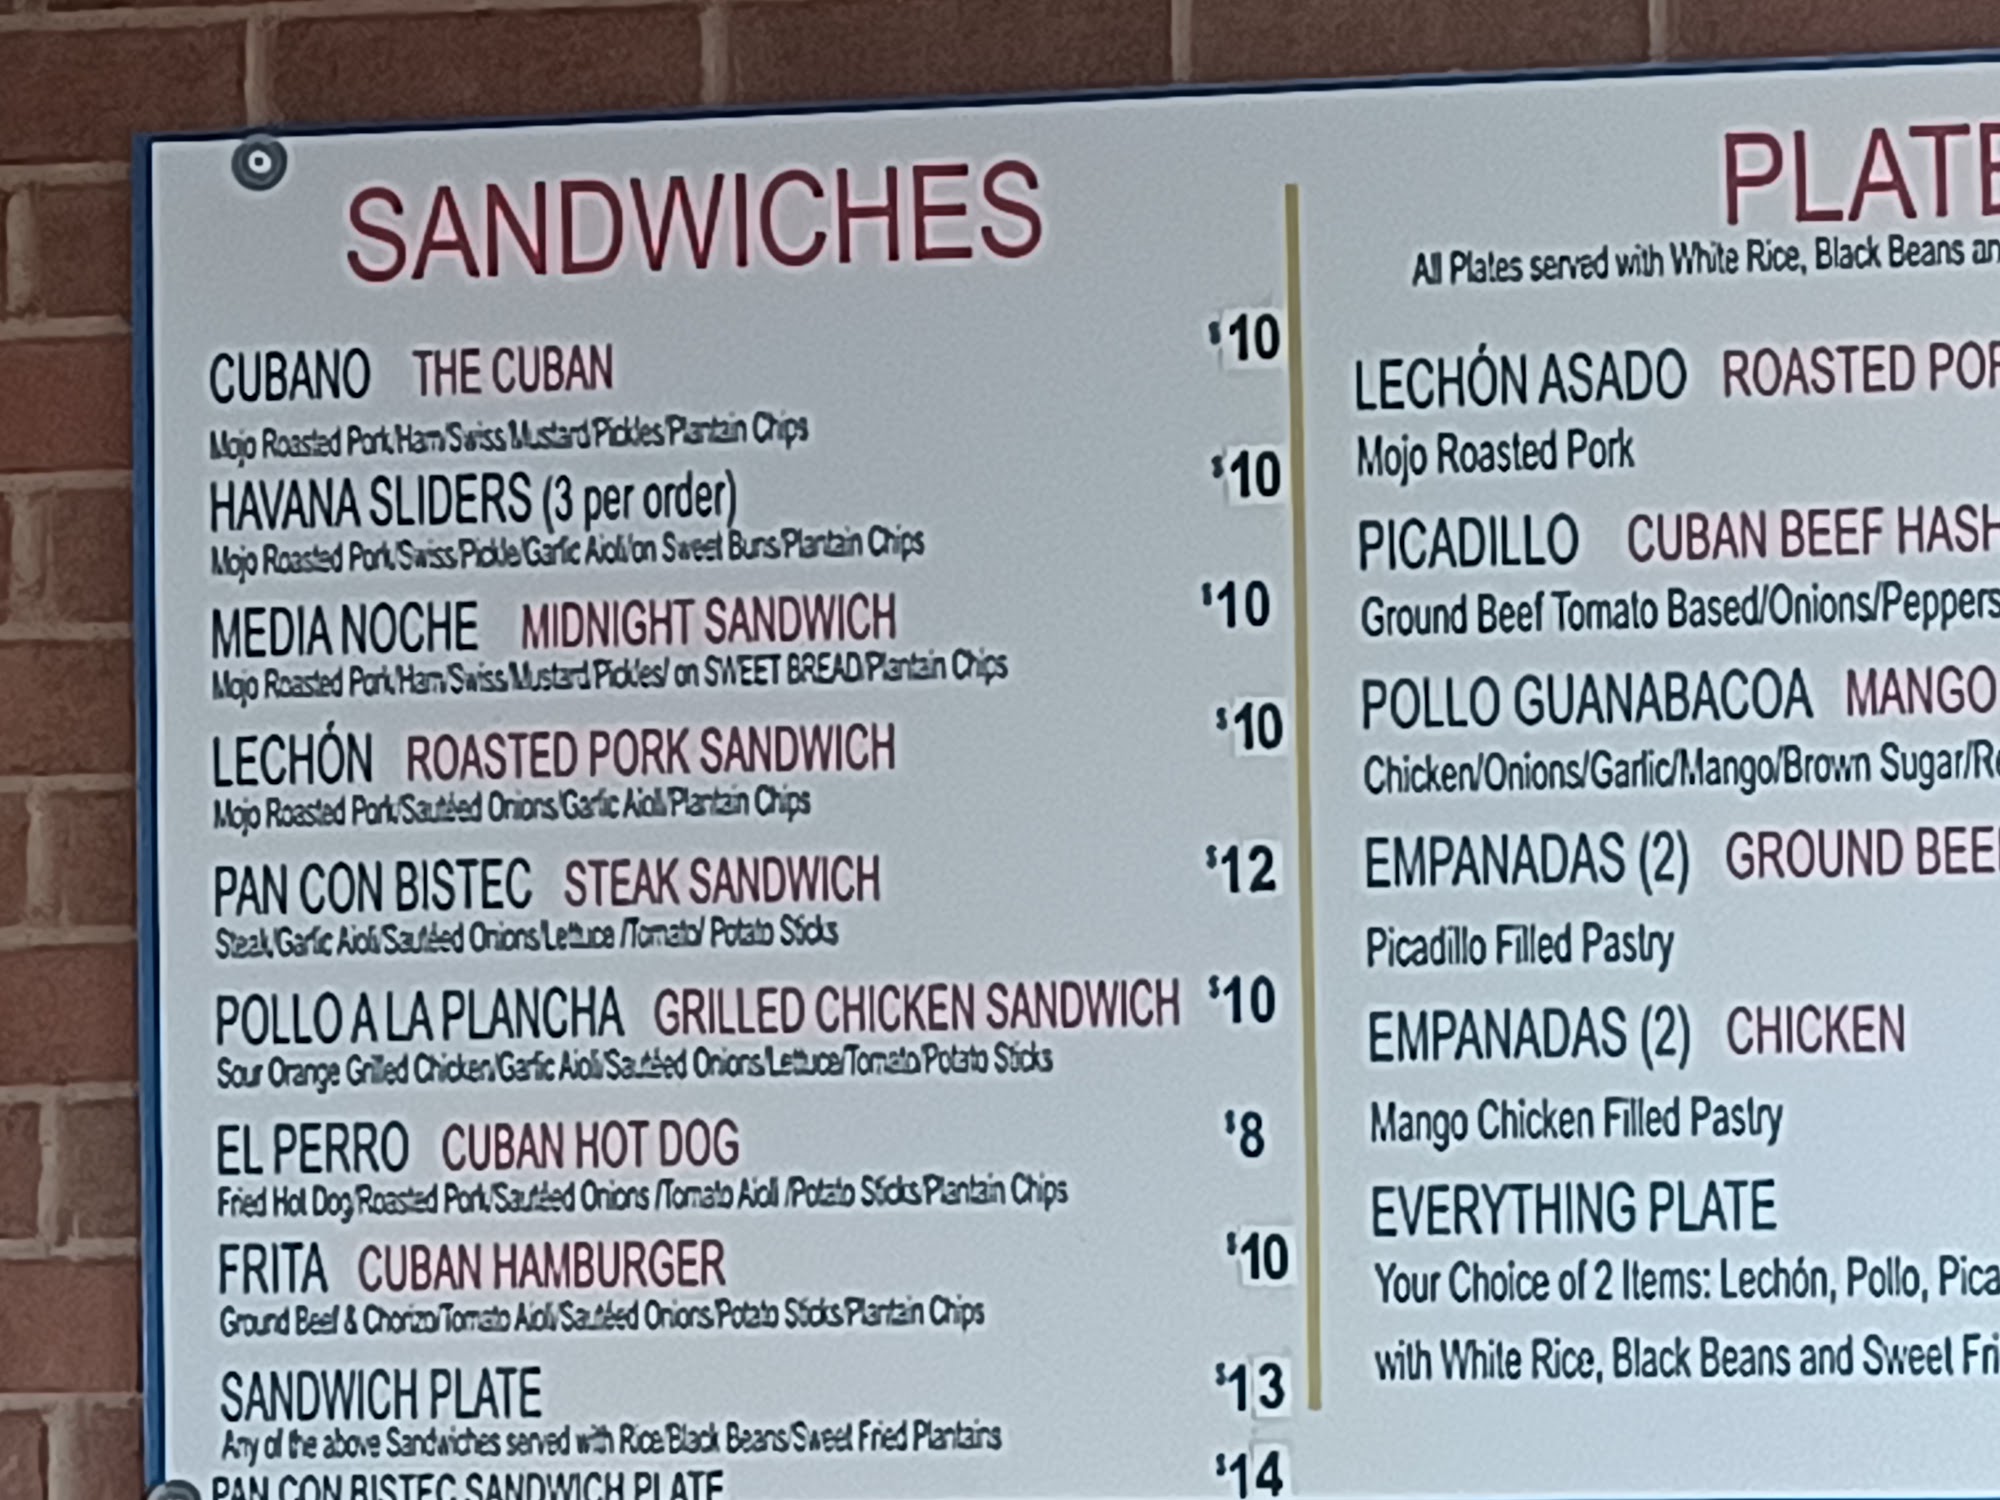 SANDWICHES
CUBANO THE CUBAN $10
Mojo Roasted Pork/Ham/Swiss/Mustard/Pickles/Plantain Chips
HAVANA SLIDERS (3 per order) $10
Mojo Roasted Pork/Swiss/Pickle/Garlic Aioli/on Sweet Buns/Plantain Chips
MEDIA NOCHE MIDNIGHT SANDWICH $10
Mojo Roasted Pork/Ham/Swiss/Mustard/Pickles/ on SWEET BREAD/Plantain Chips
LECHÓN ROASTED PORK SANDWICH $10
Mojo Roasted Pork/Sautéed Onions/Garlic Aioli/Plantain Chips
PAN CON BISTEC STEAK SANDWICH $12
Steak/Garlic Aioli/Sautéed Onions/Lettuce /Tomato/ Potato Sticks
POLLO A LA PLANCHA GRILLED CHICKEN SANDWICH $10
Sour Orange Grilled Chicken/Garlic Aioli/Sautéed Onions/Lettuce/Tomato/Potato Sticks
EL PERRO CUBAN HOT DOG $8
Fried Hot Dog/Roasted Pork/Sautéed Onions /Tomato Aioli /Potato Sticks/Plantain Chips
FRITA CUBAN HAMBURGER $10
Ground Beef & Chorizo/Tomato Aioli/Sautéed Onions/Potato Sticks/Plantain Chips
SANDWICH PLATE $13
Any of the above Sandwiches served with Rice/Black Beans/Sweet Fried Plantains
PAN CON BISTEC SANDWICH PLATE $14
PLATE
All Plates served with White Rice, Black Beans an
LECHÓN ASADO ROASTED POR
Mojo Roasted Pork
PICADILLO CUBAN BEEF HASH
Ground Beef Tomato Based/Onions/Peppers
POLLO GUANABACOA MANGO
Chicken/Onions/Garlic/Mango/Brown Sugar/R
EMPANADAS (2) GROUND BEE
Picadillo Filled Pastry
EMPANADAS (2) CHICKEN
Mango Chicken Filled Pastry
EVERYTHING PLATE
Your Choice of 2 Items: Lechón, Pollo, Pica
with White Rice, Black Beans and Sweet Fri